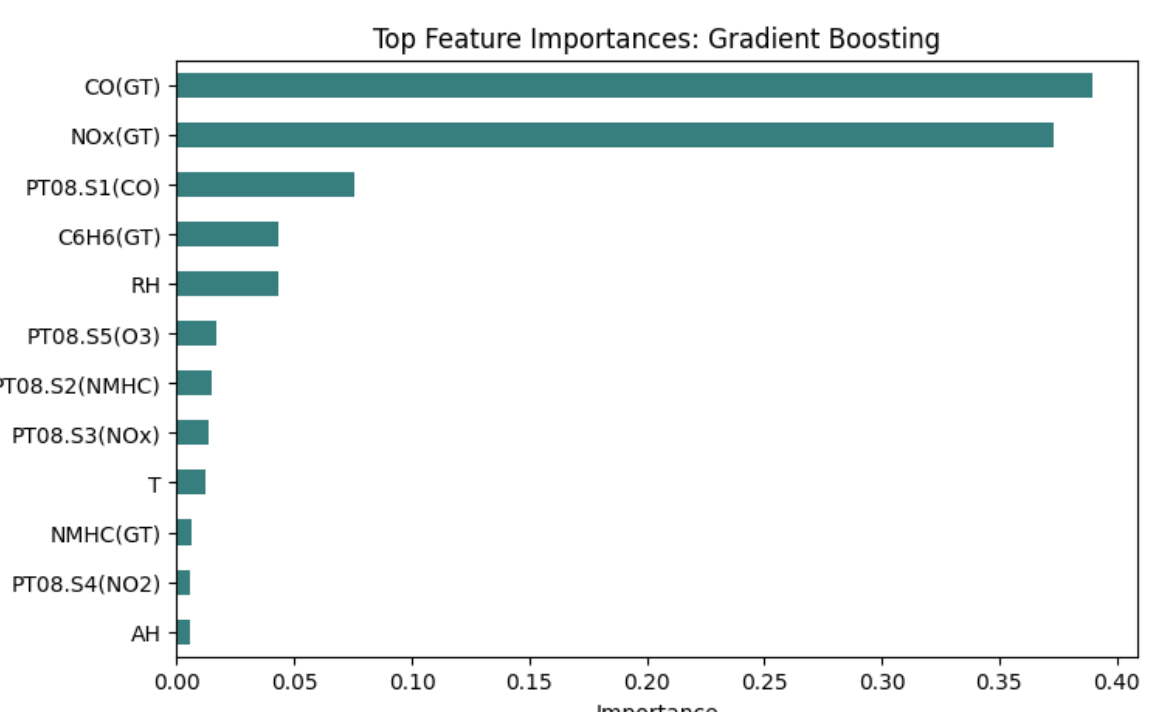 Top Feature Importances: Gradient Boosting
CO(GT)
NOx(GT)
PT08.S1(CO)
C6H6(GT)
RH
PT08.S5(O3)
PT08.S2(NMHC)
PT08.S3(NOx)
T
NMHC(GT)
PT08.S4(NO2)
AH
0.00 0.05 0.10 0.15 0.20 0.25 0.30 0.35 0.40
Importance